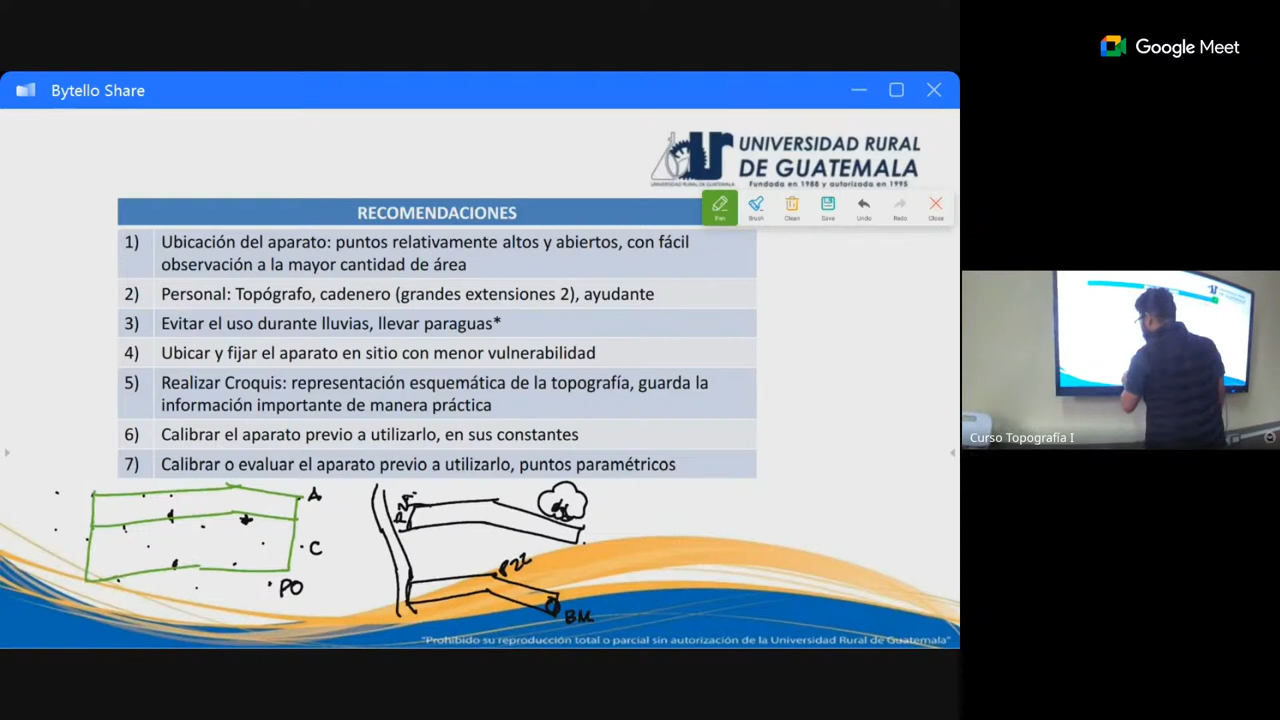 Google Meet
Bytello Share
UNIVERSIDAD RURAL
DE GUATEMALA
UNIVERSIDAD RURAL DE GUATEMALA
Fundada en 1988 y autorizada en 1995
Pen
Brush
Clean
Save
Undo
Redo
Close
RECOMENDACIONES
1) Ubicación del aparato: puntos relativamente altos y abiertos, con fácil
observación a la mayor cantidad de área
2) Personal: Topógrafo, cadenero (grandes extensiones 2), ayudante
3) Evitar el uso durante lluvias, llevar paraguas*
4) Ubicar y fijar el aparato en sitio con menor vulnerabilidad
5) Realizar Croquis: representación esquemática de la topografía, guarda la
información importante de manera práctica
6) Calibrar el aparato previo a utilizarlo, en sus constantes
7) Calibrar o evaluar el aparato previo a utilizarlo, puntos paramétricos
A
C
PO
P22
BM
"Prohibido su reproducción total o parcial sin autorización de la Universidad Rural de Guatemala"
Curso Topografía I